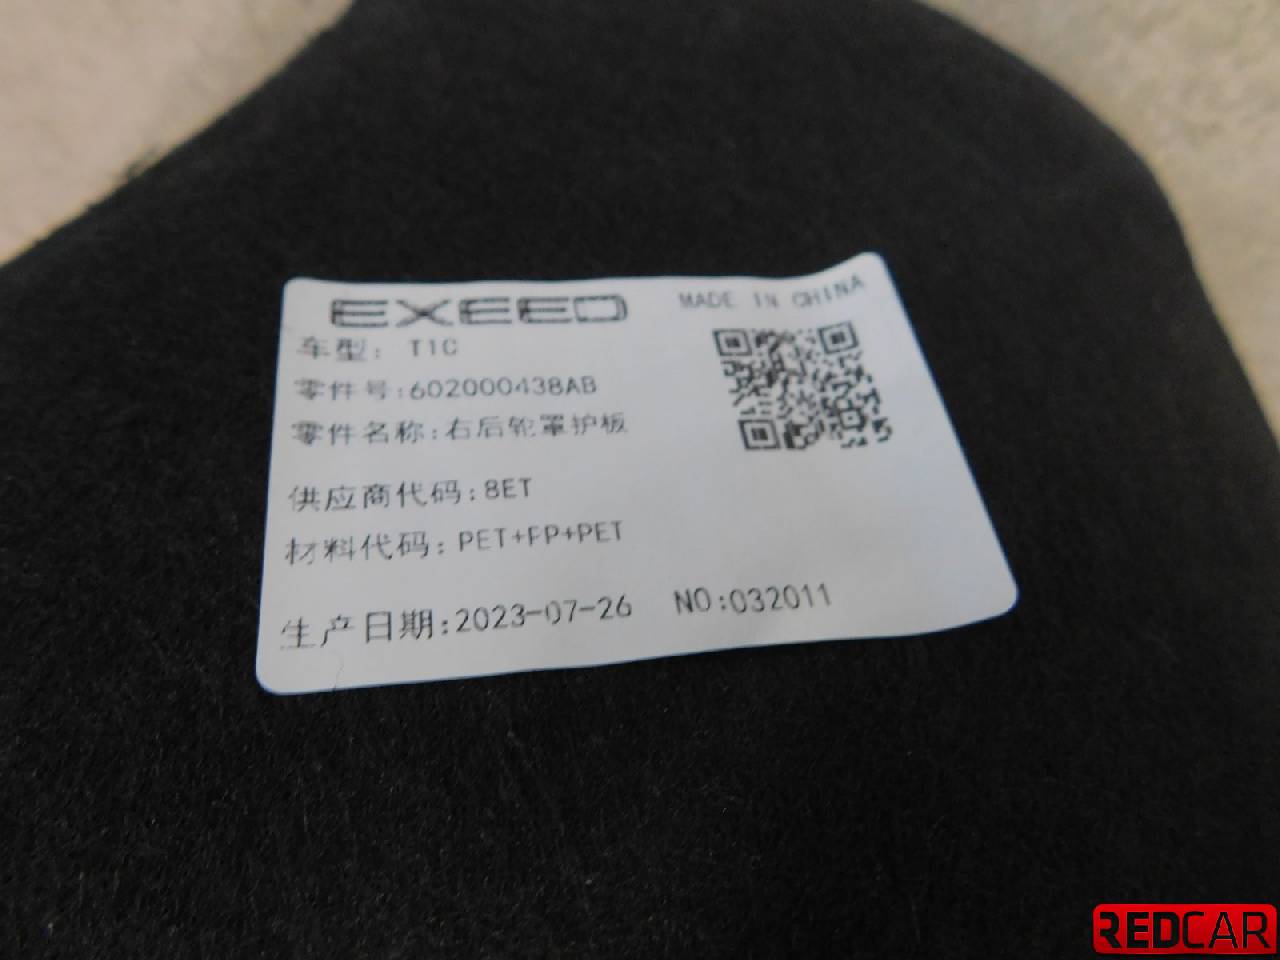 EXEED
MADE IN CHINA
车型: T1C
零件号:602000438AB
零件名称:右后轮罩护板
供应商代码:8ET
材料代码: PET+PP+PET
生产日期:2023-07-26 NO:032011
REDCAR